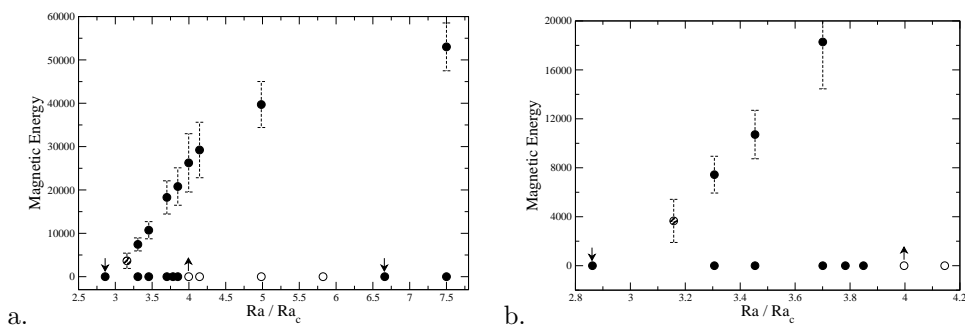 60000
50000
40000
30000
20000
10000
0
Magnetic Energy
2.5 3 3.5 4 4.5 5 5.5 6 6.5 7 7.5
Ra / Ra_c
a.
20000
16000
12000
8000
4000
0
Magnetic Energy
2.8 3 3.2 3.4 3.6 3.8 4 4.2
Ra / Ra_c
b.